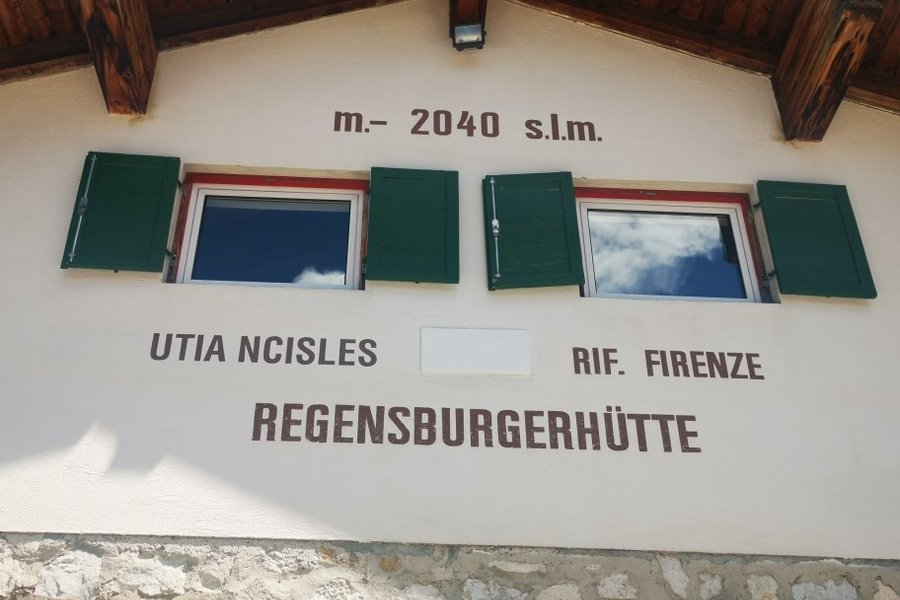 m.– 2040 s.l.m.
UTIA NCISLES
RIF. FIRENZE
REGENSBURGERHÜTTE